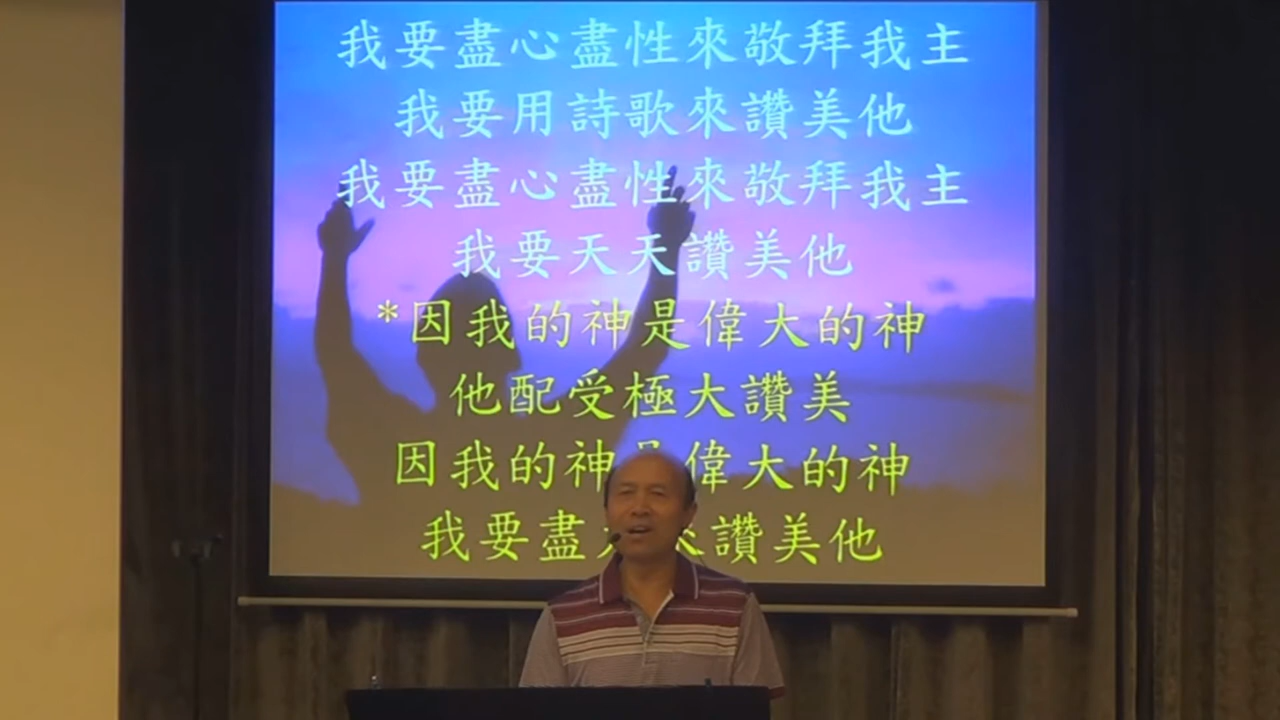 我要盡心盡性來敬拜我主
我要用詩歌來讚美他
我要盡心盡性來敬拜我主
我要天天讚美他
*因我的神是偉大的神
他配受極大讚美
因我的神是偉大的神
我要盡 來讚美他